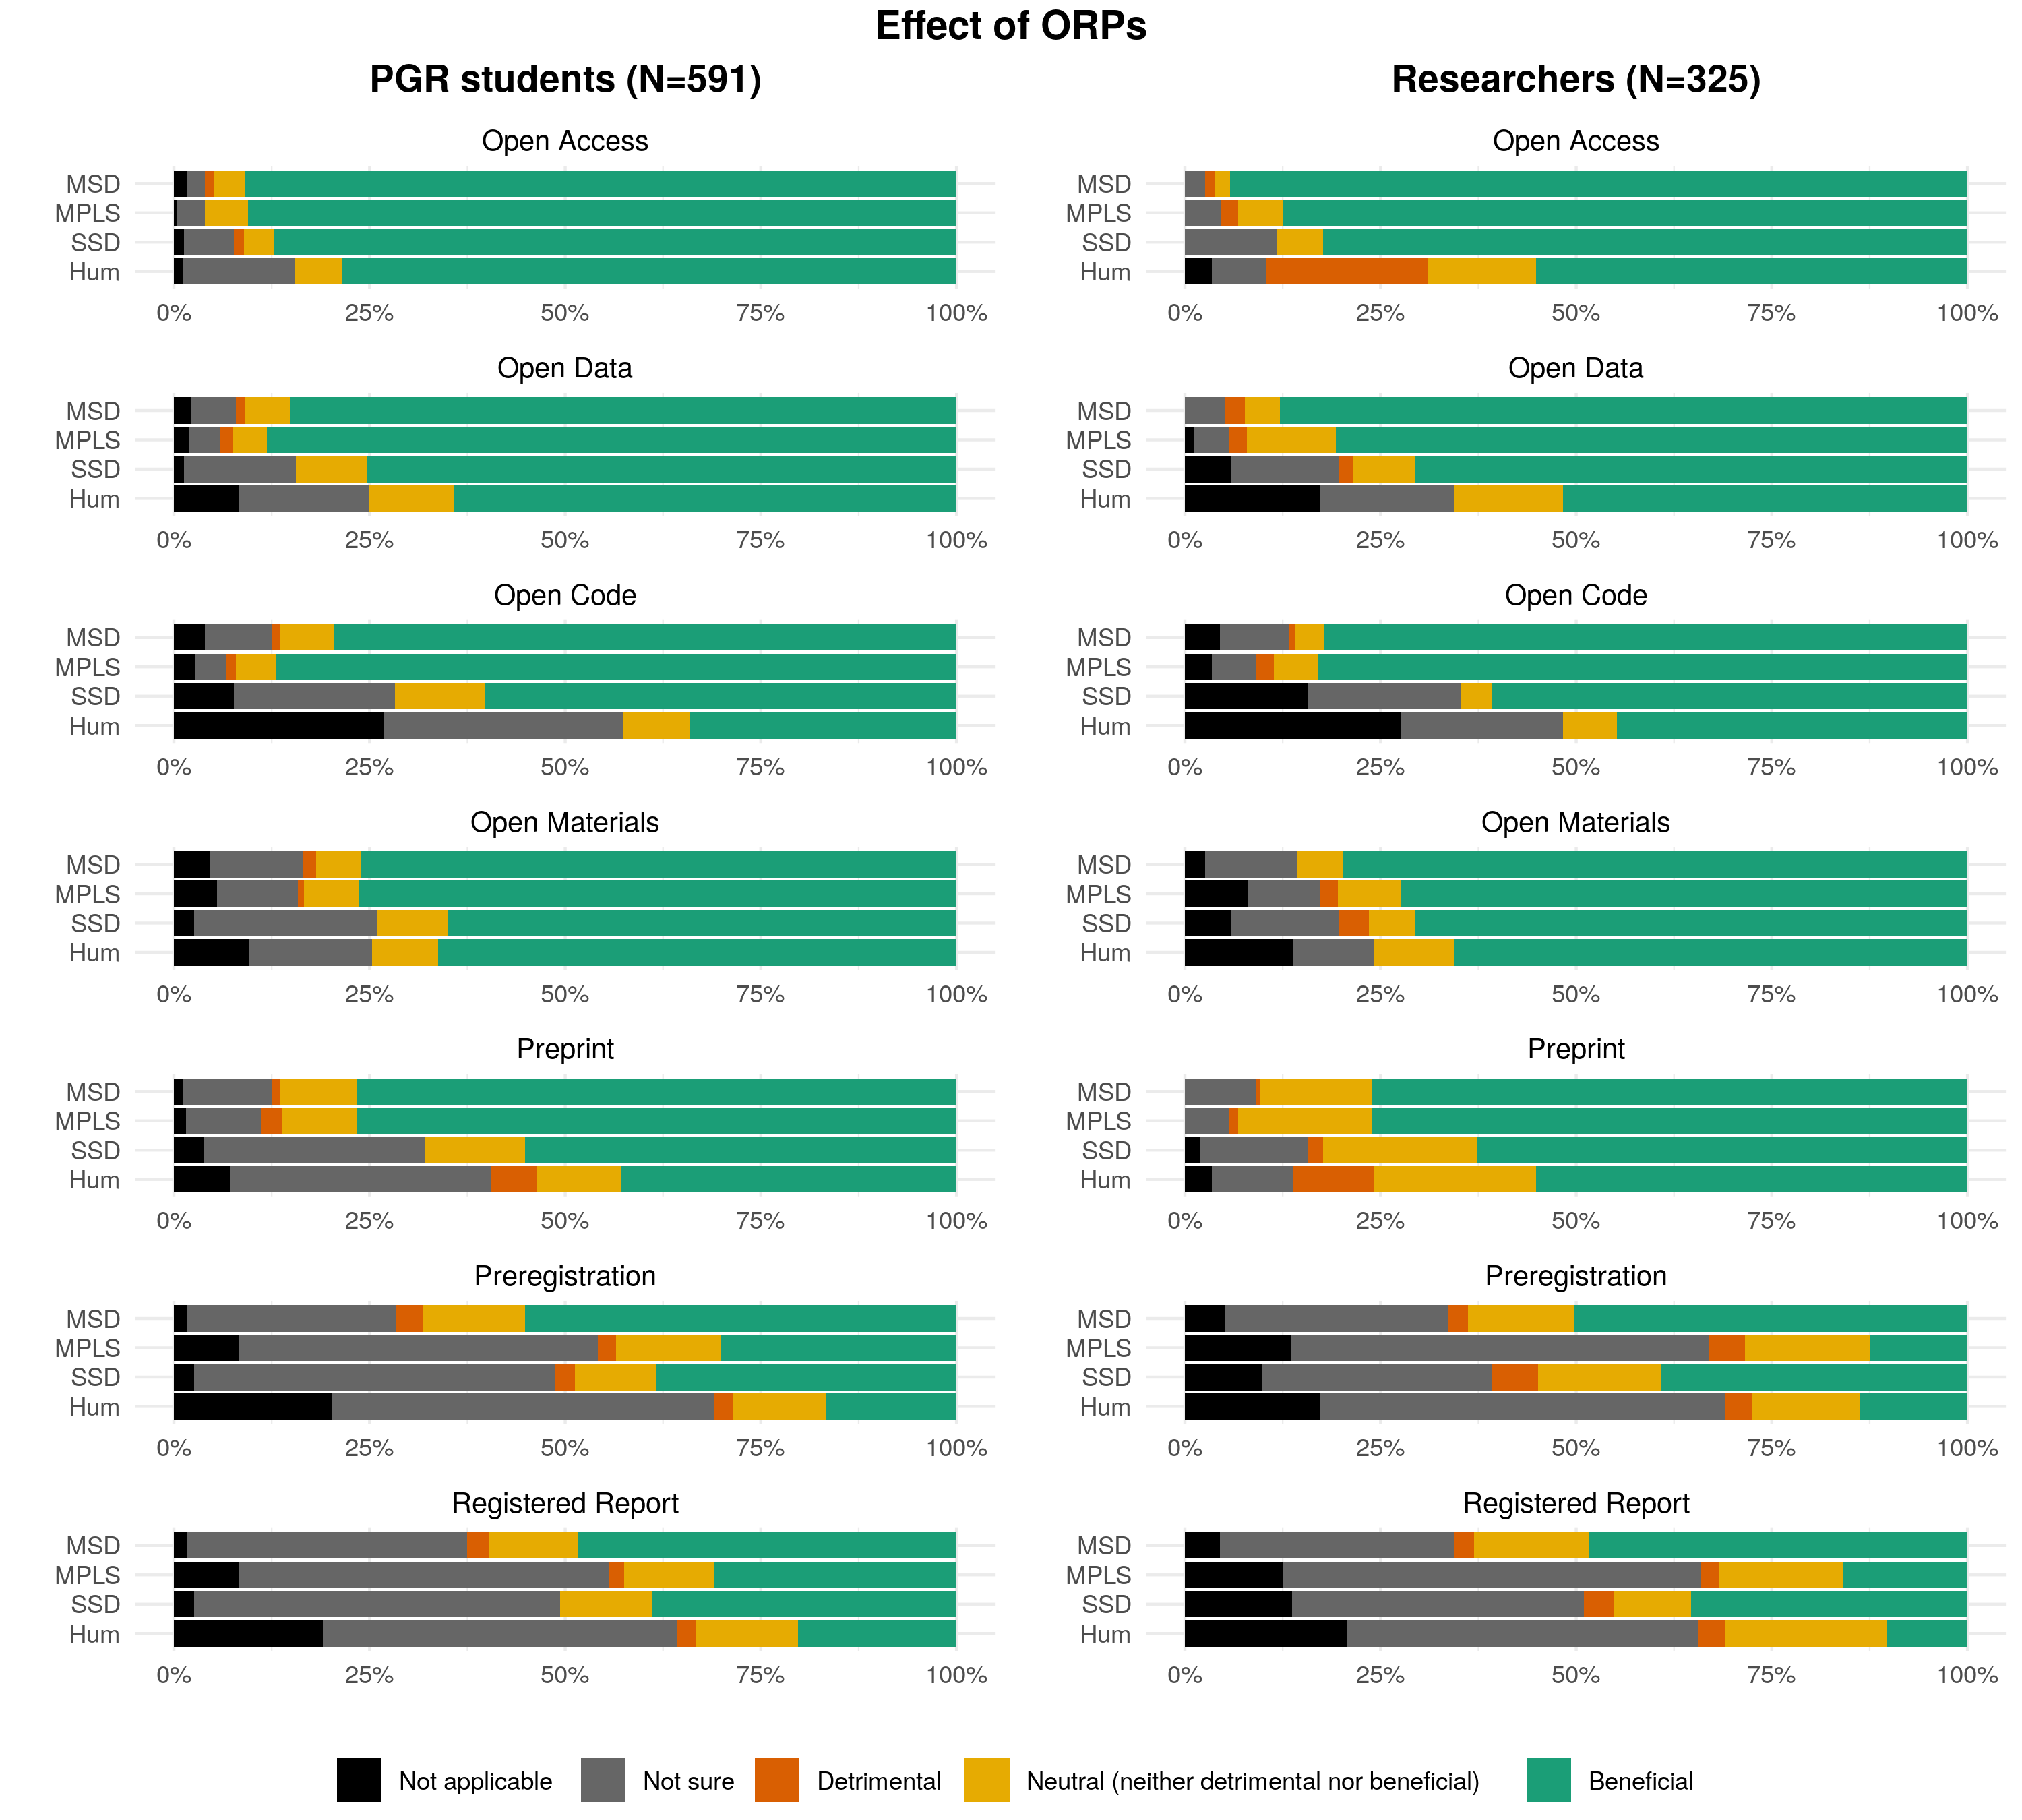 Effect of ORPs
PGR students (N=591)
Researchers (N=325)
Open Access
MSD
MPLS
SSD
Hum
0% 25% 50% 75% 100%
Open Access
MSD
MPLS
SSD
Hum
0% 25% 50% 75% 100%
Open Data
MSD
MPLS
SSD
Hum
0% 25% 50% 75% 100%
Open Data
MSD
MPLS
SSD
Hum
0% 25% 50% 75% 100%
Open Code
MSD
MPLS
SSD
Hum
0% 25% 50% 75% 100%
Open Code
MSD
MPLS
SSD
Hum
0% 25% 50% 75% 100%
Open Materials
MSD
MPLS
SSD
Hum
0% 25% 50% 75% 100%
Open Materials
MSD
MPLS
SSD
Hum
0% 25% 50% 75% 100%
Preprint
MSD
MPLS
SSD
Hum
0% 25% 50% 75% 100%
Preprint
MSD
MPLS
SSD
Hum
0% 25% 50% 75% 100%
Preregistration
MSD
MPLS
SSD
Hum
0% 25% 50% 75% 100%
Preregistration
MSD
MPLS
SSD
Hum
0% 25% 50% 75% 100%
Registered Report
MSD
MPLS
SSD
Hum
0% 25% 50% 75% 100%
Registered Report
MSD
MPLS
SSD
Hum
0% 25% 50% 75% 100%
Not applicable Not sure Detrimental Neutral (neither detrimental nor beneficial) Beneficial